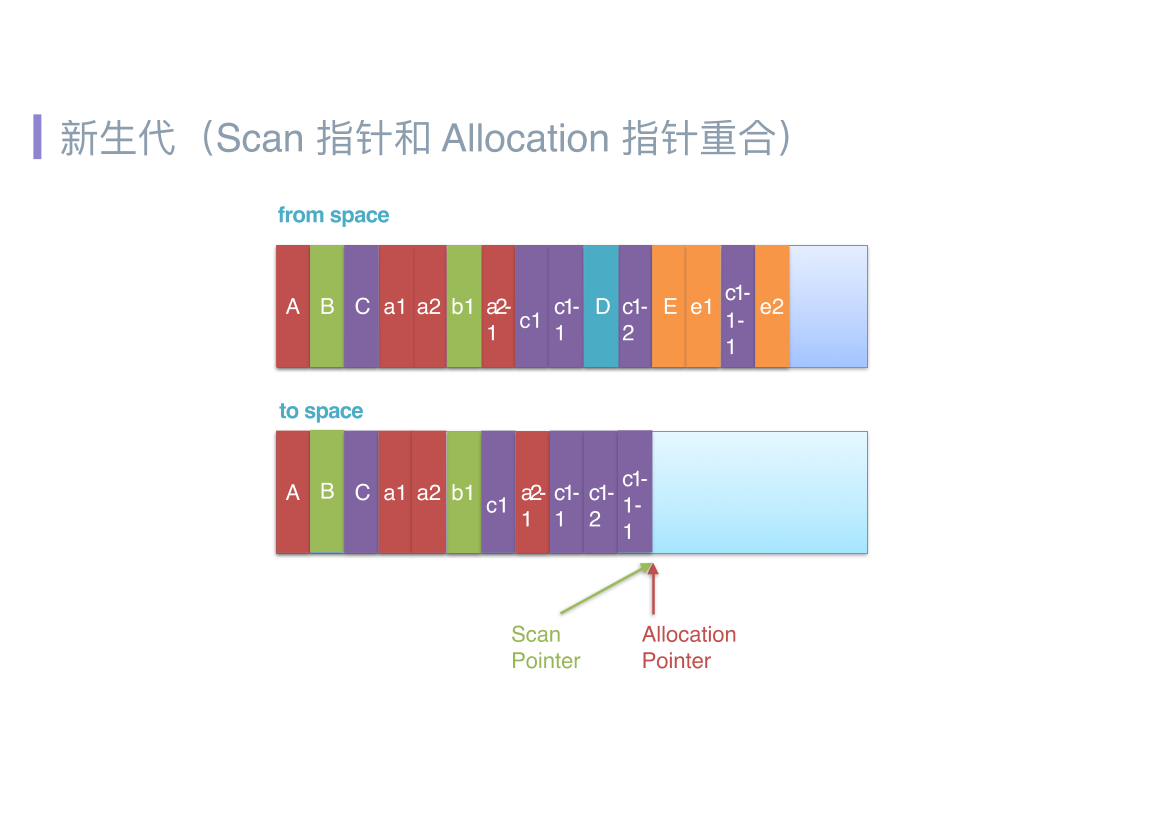 新生代（Scan 指针和 Allocation 指针重合）
from space
A B C a1 a2 b1 a2-1 c1 c1-1 D c1-2 E e1 c1-1-1 e2
to space
A B C a1 a2 b1 c1 a2-1 c1-1 c1-2 c1-1-1
Scan Pointer
Allocation Pointer